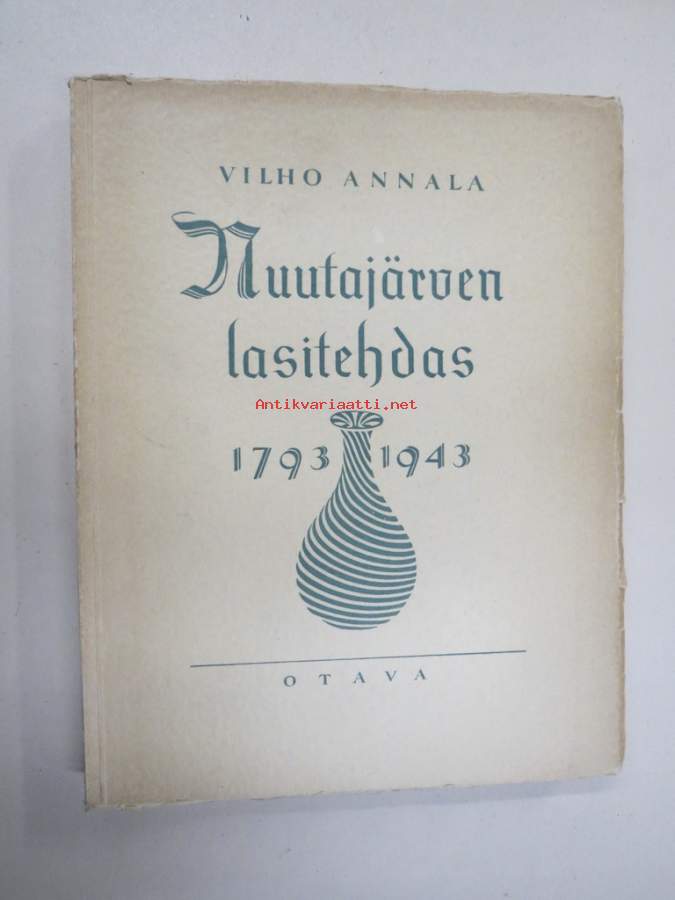 VILHO ANNALA
Nuutajärven
lasitehdas
Antikvariaatti.net
1793 1943
OTAVA